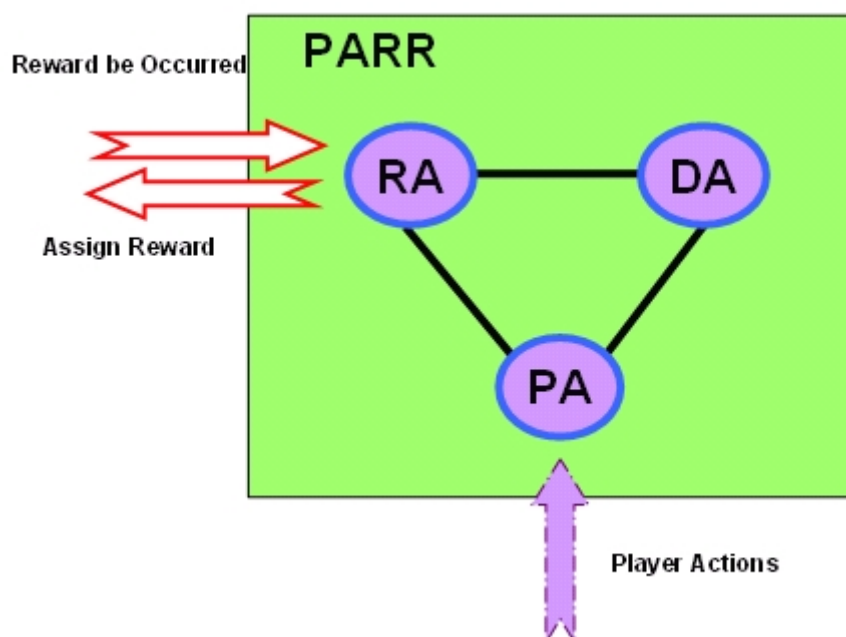 PARR
Reward be Occurred
RA
DA
Assign Reward
PA
Player Actions